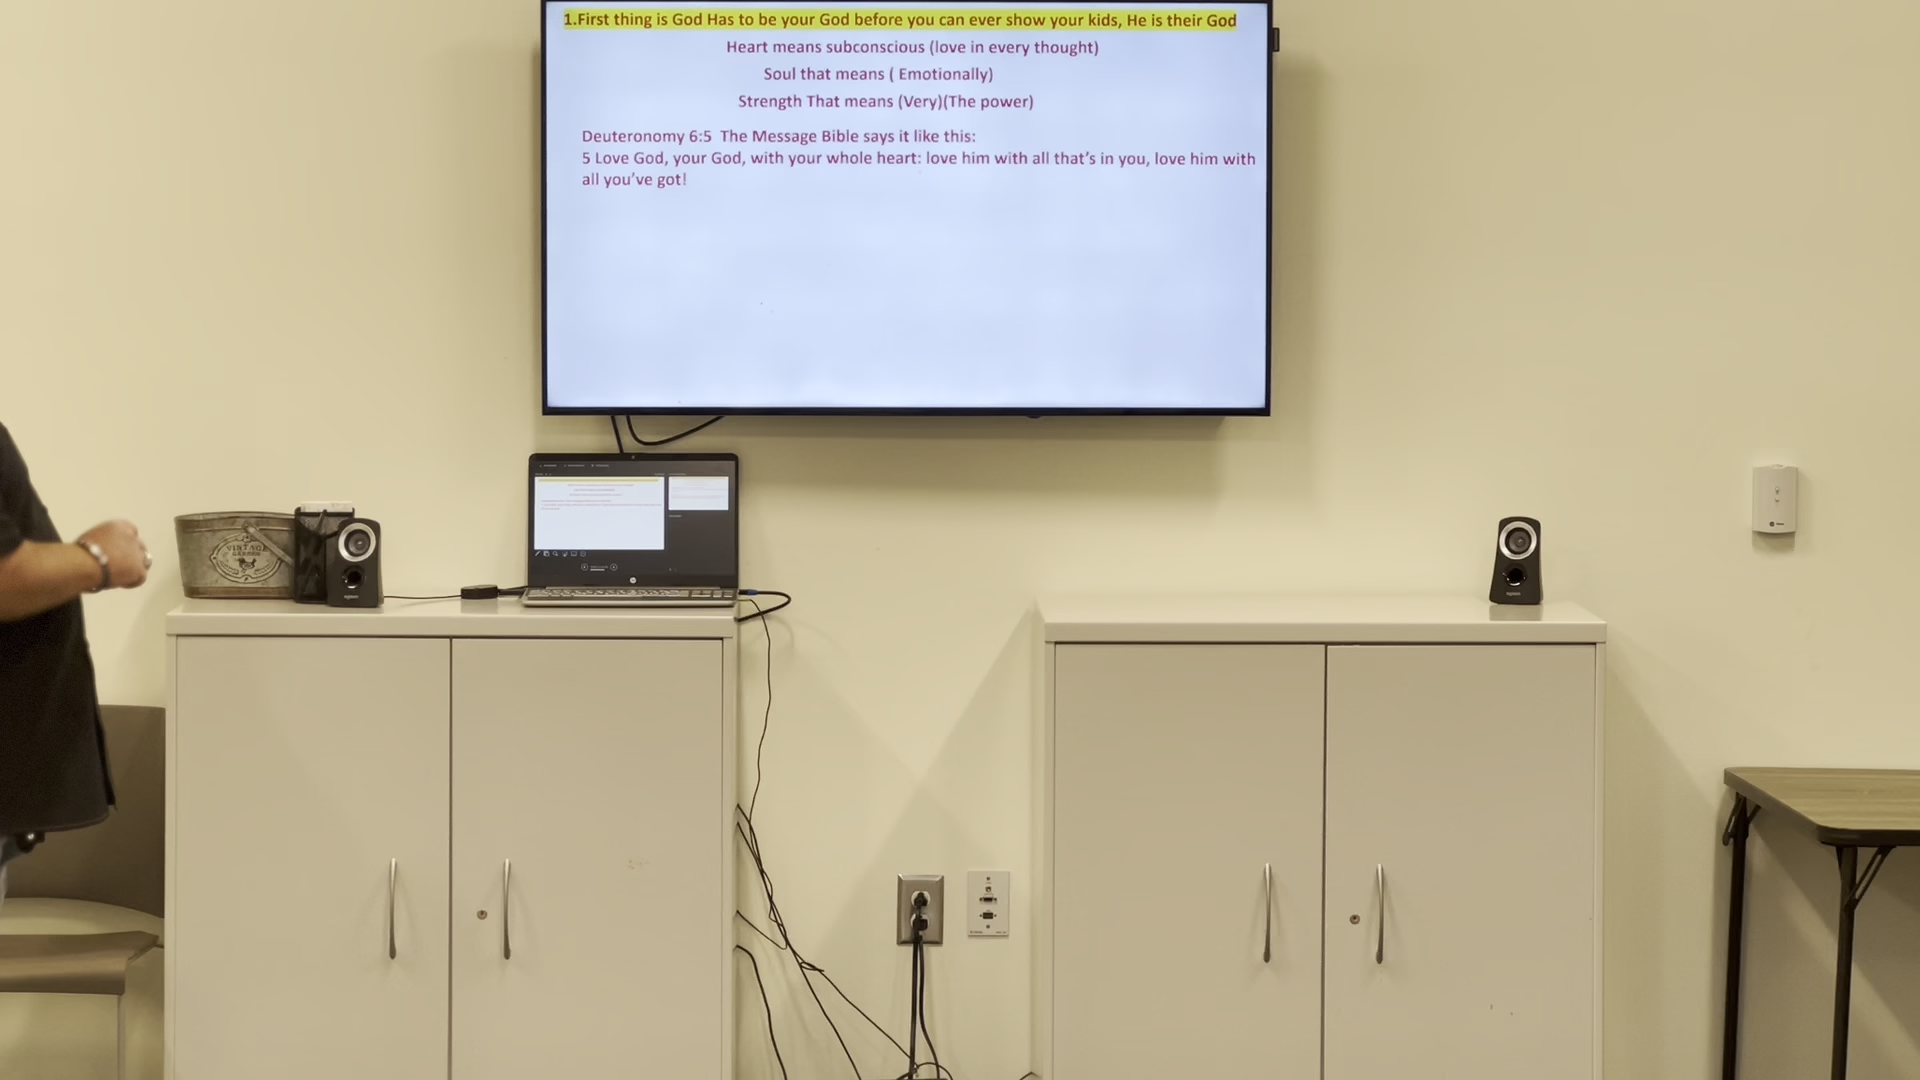 1.First thing is God Has to be your God before you can ever show your kids, He is their God
Heart means subconscious (love in every thought)
Soul that means ( Emotionally)
Strength That means (Very)(The power)
Deuteronomy 6:5  The Message Bible says it like this:
5 Love God, your God, with your whole heart: love him with all that’s in you, love him with
all you’ve got!
VINTAGE
GARDEN
hp